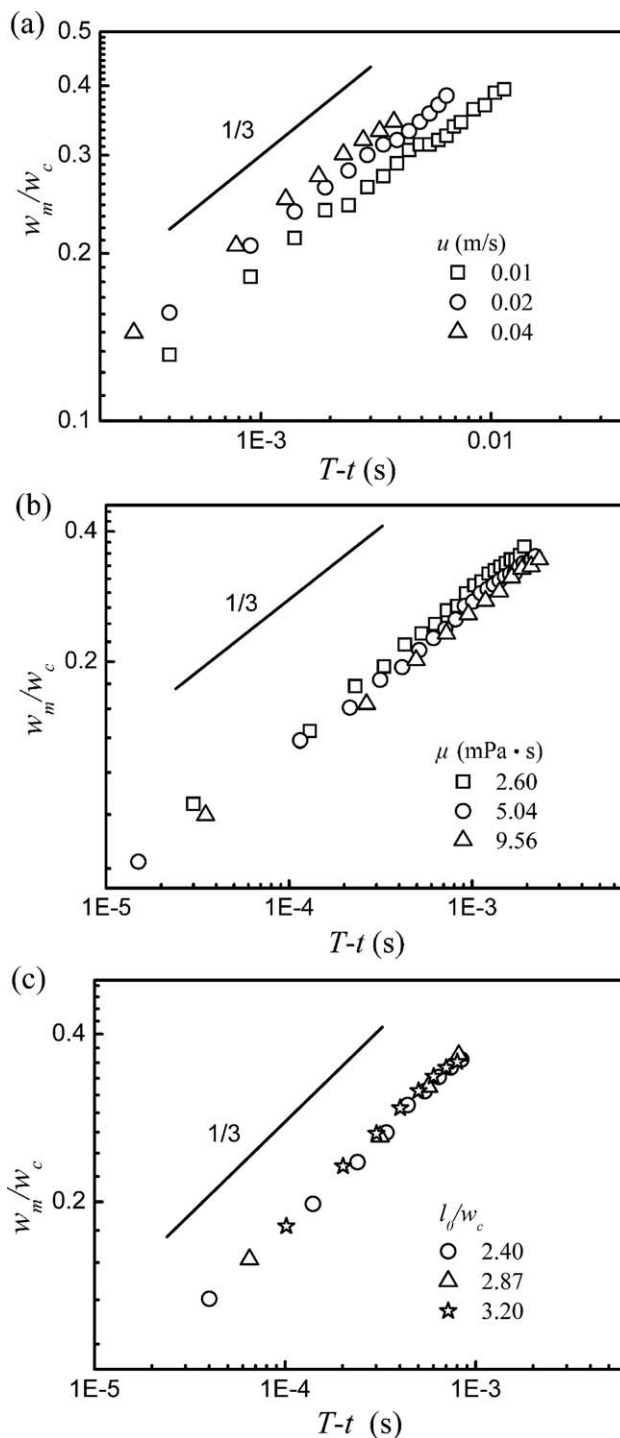 (a)
0.5
0.4
0.3
0.2
0.1
w_m/w_c
1/3
u (m/s)
0.01
0.02
0.04
1E-3
0.01
T-t (s)
(b)
0.4
0.2
w_m/w_c
1/3
μ (mPa・s)
2.60
5.04
9.56
1E-5
1E-4
1E-3
T-t (s)
(c)
0.4
0.2
w_m/w_c
1/3
l_0/w_c
2.40
2.87
3.20
1E-5
1E-4
1E-3
T-t (s)